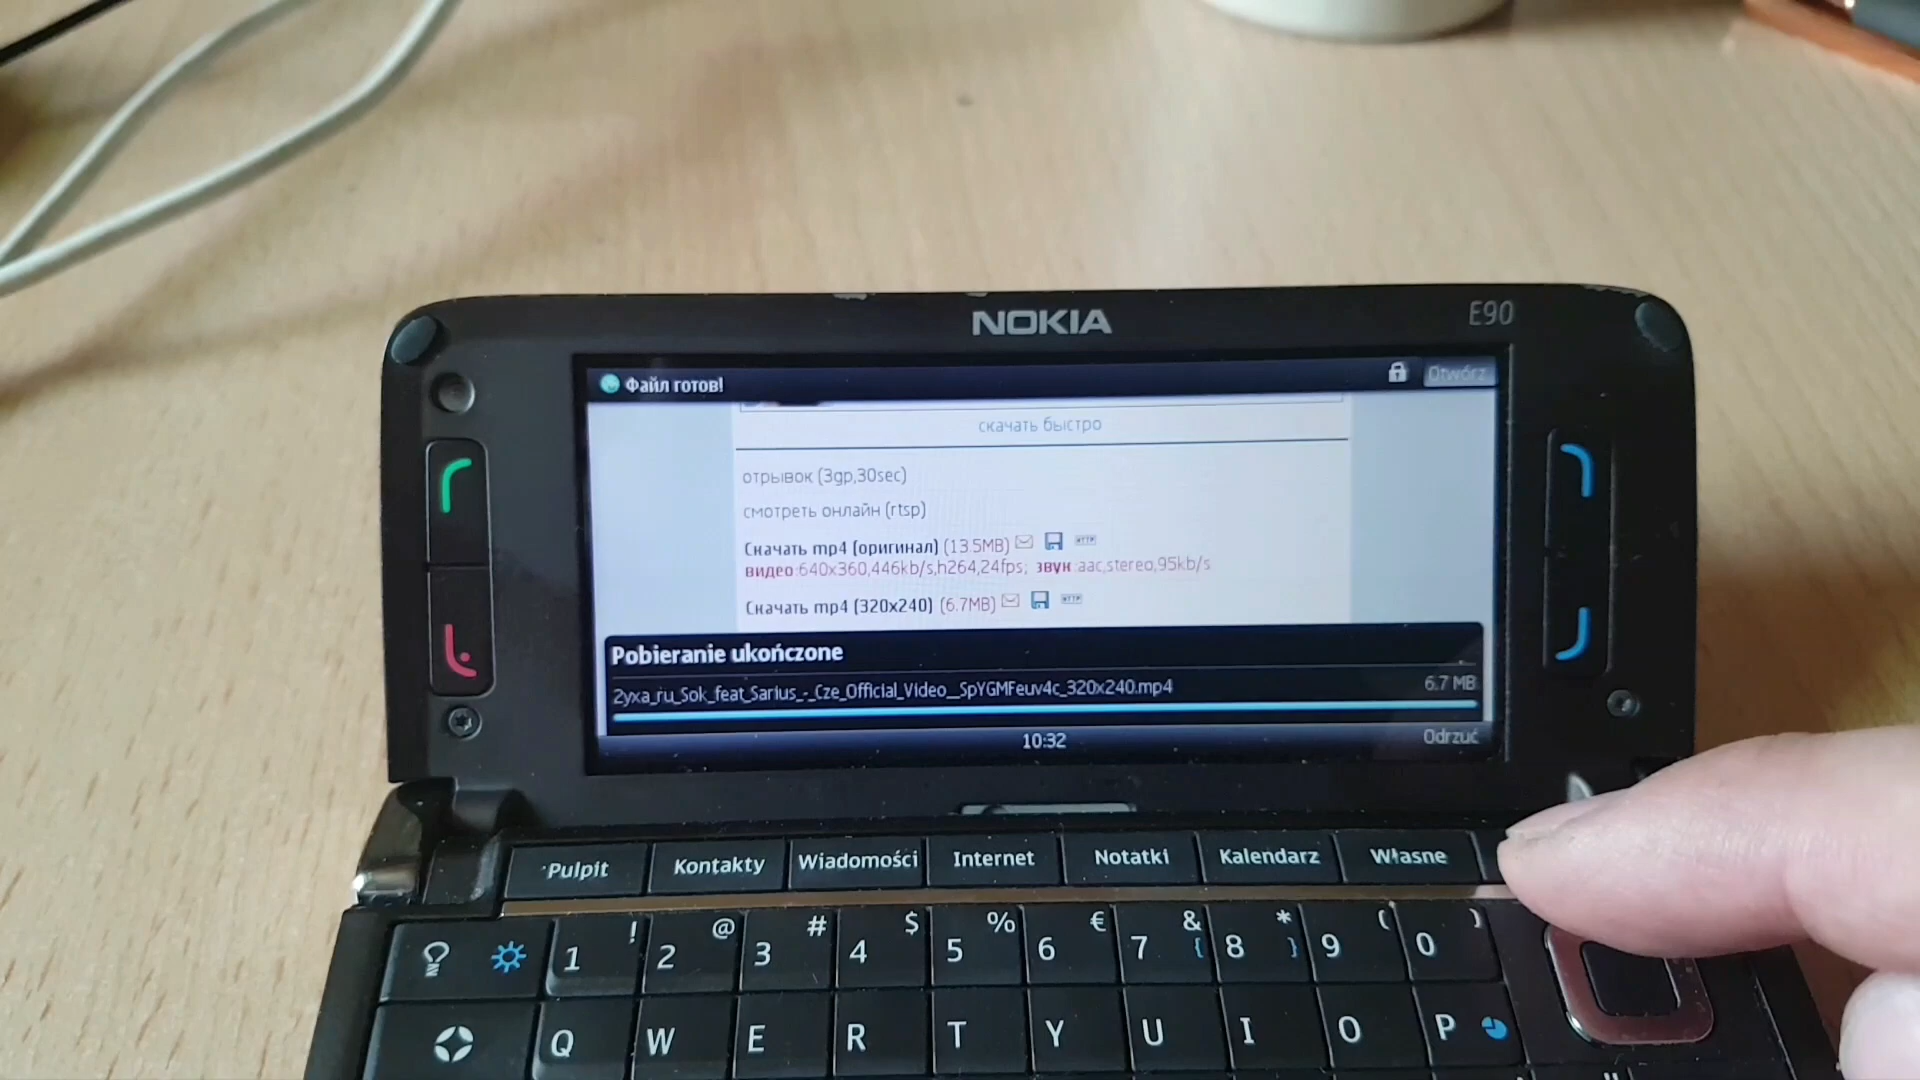 NOKIA
E90
Файл готов!
Otwórz
скачать быстро
отрывок (3gp,30sec)
смотреть онлайн (rtsp)
Скачать mp4 (оригинал) (13.5MB) HTTP
видео:640x360,446kb/s,h264,24fps; звук:aac,stereo,95kb/s
Скачать mp4 (320x240) (6.7MB) HTTP
Pobieranie ukończone
2yxa_ru_Sok_feat_Sarius_-_Cze_Official_Video__SpYGMFeuv4c_320x240.mp4 6.7 MB
10:32
Odrzuć
Pulpit Kontakty Wiadomości Internet Notatki Kalendarz Własne
1 ! 2 @ 3 # 4 $ 5 % 6 € 7 & { 8 * } 9 ( 0 )
Q W E R T Y U I O P